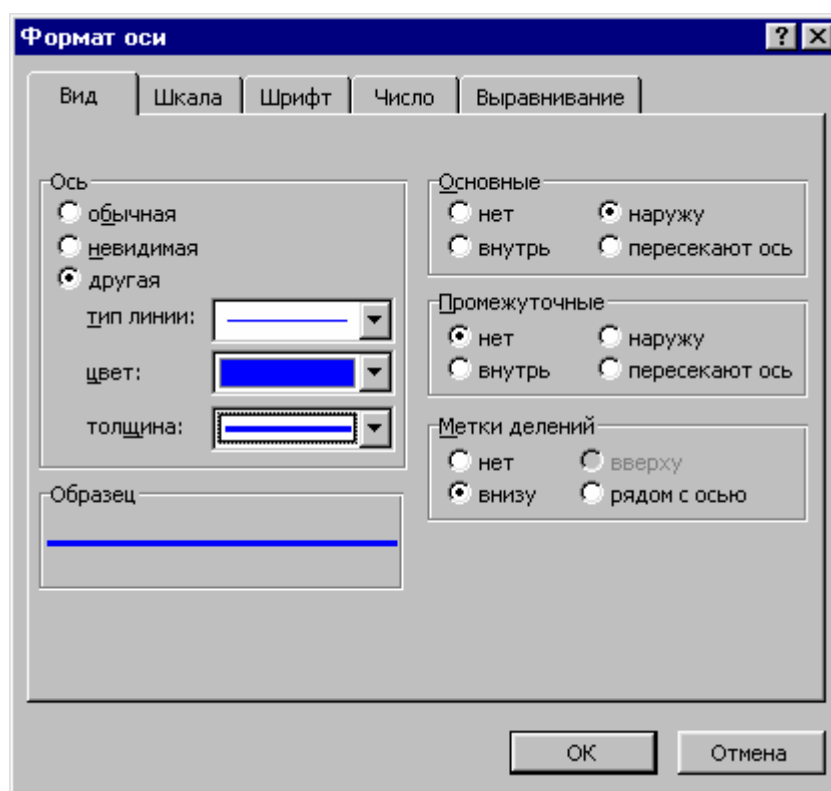 Формат оси
Вид Шкала Шрифт Число Выравнивание
Ось
обычная
невидимая
другая
тип линии:
цвет:
толщина:
Образец
Основные
нет наружу
внутрь пересекают ось
Промежуточные
нет наружу
внутрь пересекают ось
Метки делений
нет вверху
внизу рядом с осью
ОК Отмена